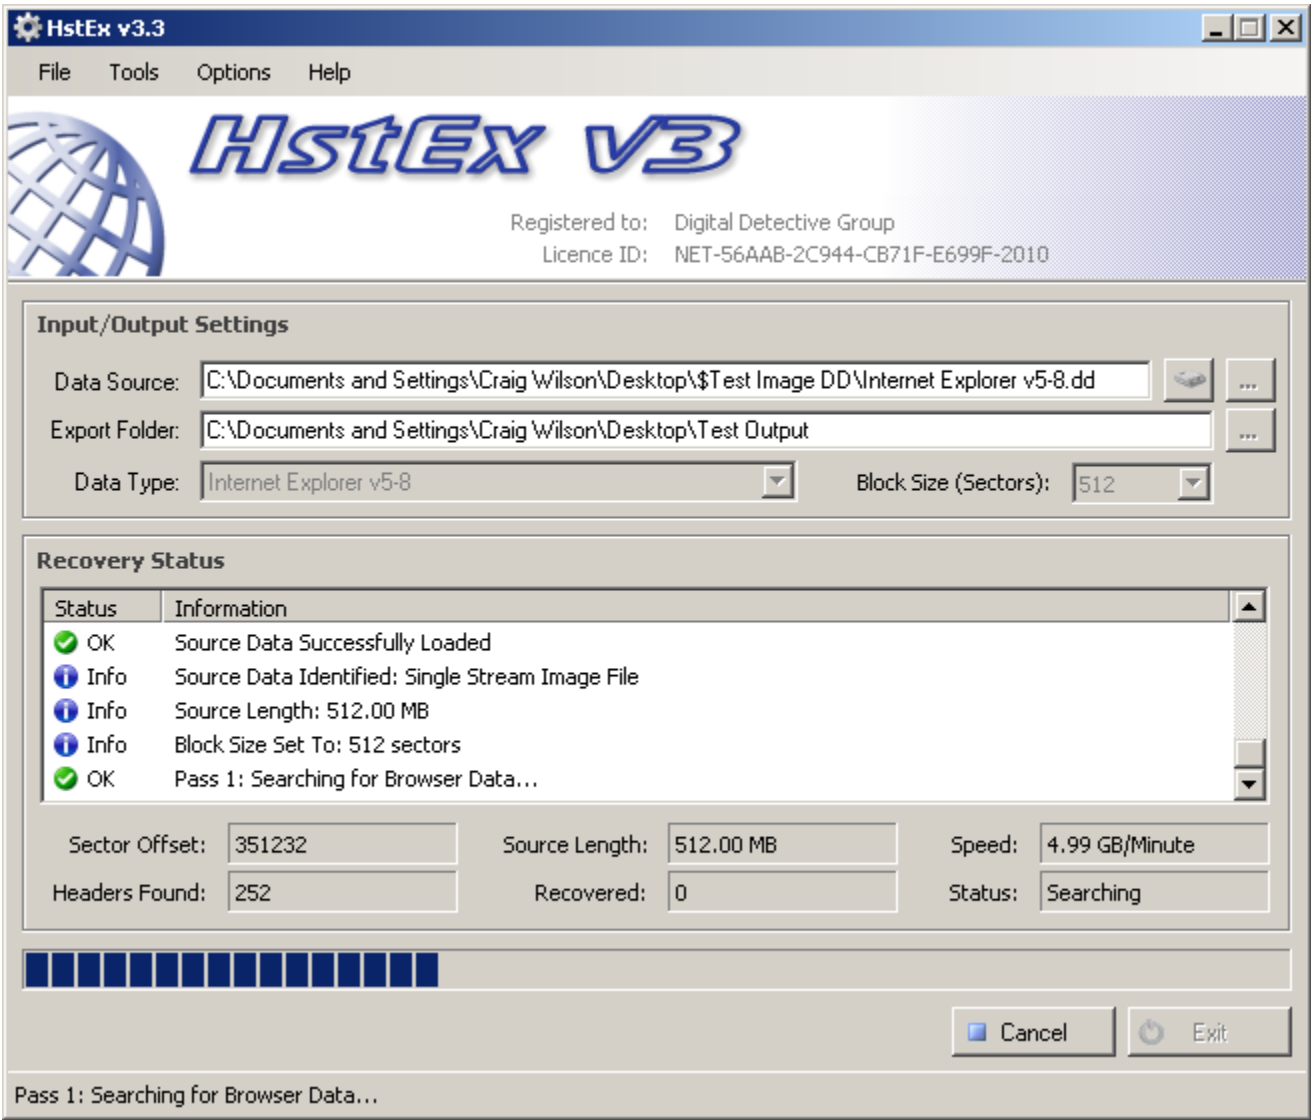 HstEx v3.3
File Tools Options Help
HstEx v3
Registered to: Digital Detective Group
Licence ID: NET-56AAB-2C944-CB71F-E699F-2010
Input/Output Settings
Data Source: C:\Documents and Settings\Craig Wilson\Desktop\$Test Image DD\Internet Explorer v5-8.dd ...
Export Folder: C:\Documents and Settings\Craig Wilson\Desktop\Test Output ...
Data Type: Internet Explorer v5-8 Block Size (Sectors): 512
Recovery Status
Status Information
OK Source Data Successfully Loaded
Info Source Data Identified: Single Stream Image File
Info Source Length: 512.00 MB
Info Block Size Set To: 512 sectors
OK Pass 1: Searching for Browser Data...
Sector Offset: 351232 Source Length: 512.00 MB Speed: 4.99 GB/Minute
Headers Found: 252 Recovered: 0 Status: Searching
Cancel Exit
Pass 1: Searching for Browser Data...